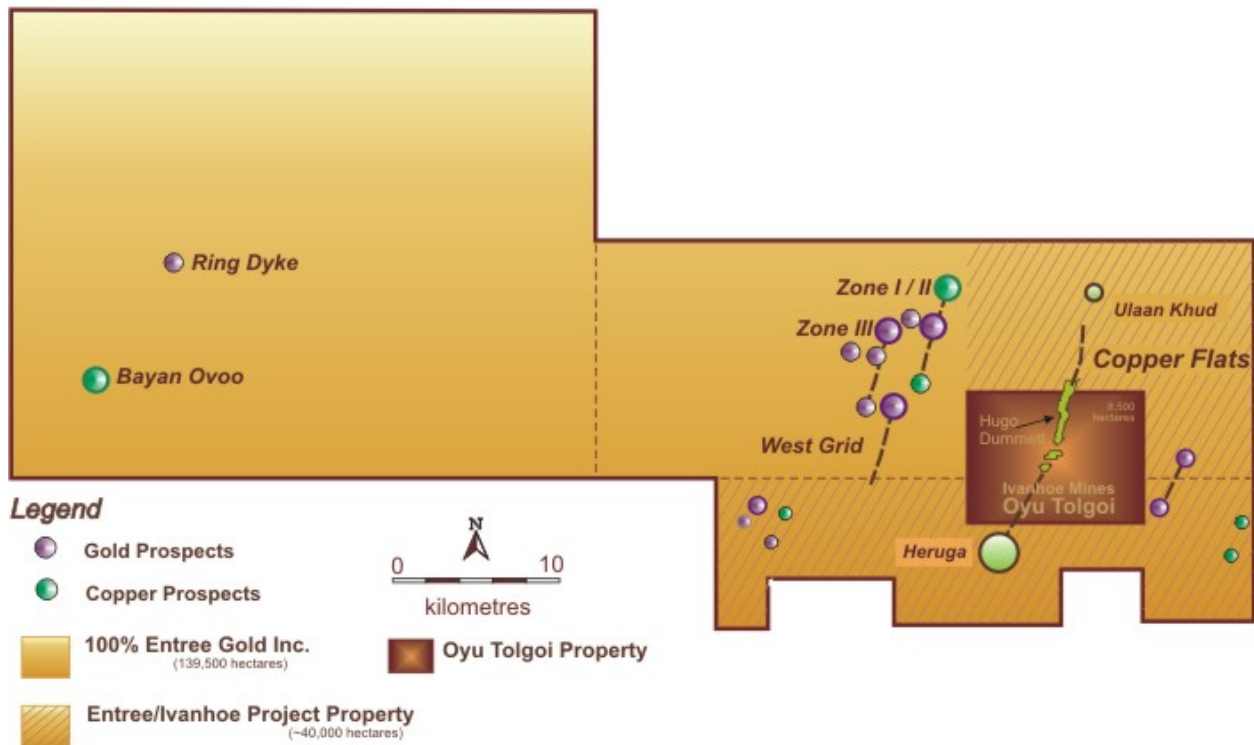 Ring Dyke
Bayan Ovoo
Zone I / II
Zone III
West Grid
Ulaan Khud
Copper Flats
8,500
hectares
Hugo
Dummett
Ivanhoe Mines
Oyu Tolgoi
Heruga
Legend
Gold Prospects
Copper Prospects
100% Entree Gold Inc.
(139,500 hectares)
Entree/Ivanhoe Project Property
(~40,000 hectares)
N
0 10
kilometres
Oyu Tolgoi Property